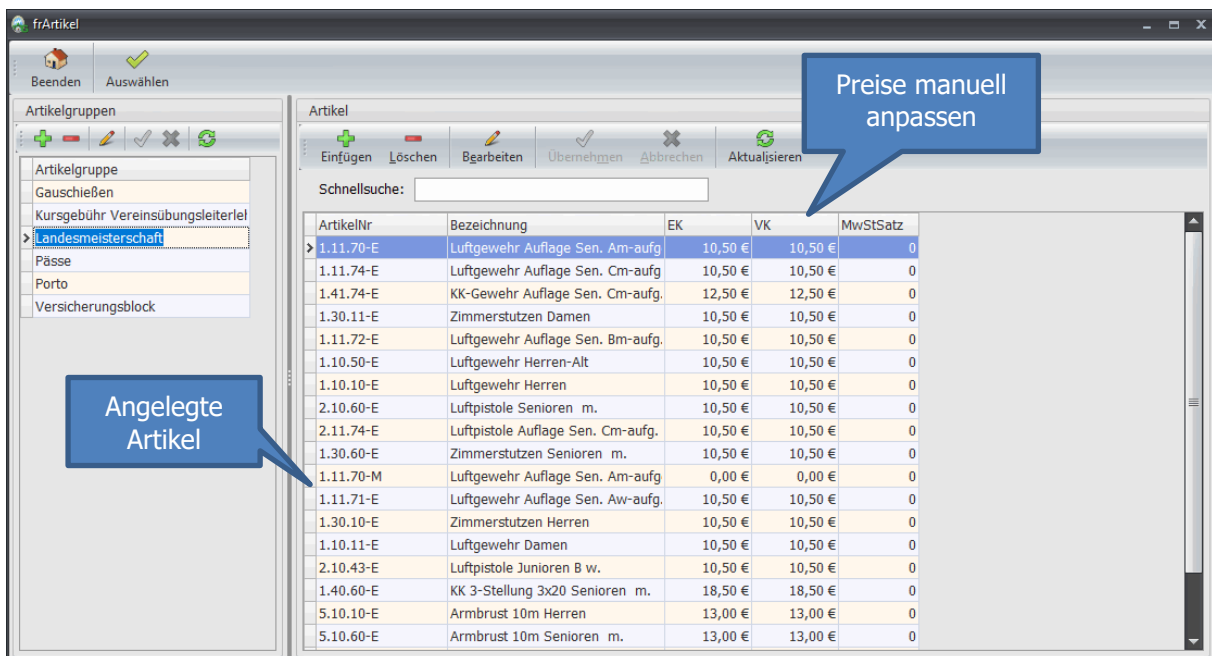 frArtikel
Beenden Auswählen
Artikelgruppen
Artikelgruppe
Gauschießen
Kursgebühr Vereinsübungsleiterlel
Landesmeisterschaft
Pässe
Porto
Versicherungsblock
Angelegte
Artikel
Preise manuell
anpassen
Artikel
Einfügen Löschen Bearbeiten Übernehmen Abbrechen Aktualisieren
Schnellsuche:
ArtikelNr Bezeichnung EK VK MwStSatz
1.11.70-E Luftgewehr Auflage Sen. Am-aufg 10,50 € 10,50 € 0
1.11.74-E Luftgewehr Auflage Sen. Cm-aufg 10,50 € 10,50 € 0
1.41.74-E KK-Gewehr Auflage Sen. Cm-aufg. 12,50 € 12,50 € 0
1.30.11-E Zimmerstutzen Damen 10,50 € 10,50 € 0
1.11.72-E Luftgewehr Auflage Sen. Bm-aufg. 10,50 € 10,50 € 0
1.10.50-E Luftgewehr Herren-Alt 10,50 € 10,50 € 0
1.10.10-E Luftgewehr Herren 10,50 € 10,50 € 0
2.10.60-E Luftpistole Senioren m. 10,50 € 10,50 € 0
2.11.74-E Luftpistole Auflage Sen. Cm-aufg. 10,50 € 10,50 € 0
1.30.60-E Zimmerstutzen Senioren m. 10,50 € 10,50 € 0
1.11.70-M Luftgewehr Auflage Sen. Am-aufg 0,00 € 0,00 € 0
1.11.71-E Luftgewehr Auflage Sen. Aw-aufg. 10,50 € 10,50 € 0
1.30.10-E Zimmerstutzen Herren 10,50 € 10,50 € 0
1.10.11-E Luftgewehr Damen 10,50 € 10,50 € 0
2.10.43-E Luftpistole Junioren B w. 10,50 € 10,50 € 0
1.40.60-E KK 3-Stellung 3x20 Senioren m. 18,50 € 18,50 € 0
5.10.10-E Armbrust 10m Herren 13,00 € 13,00 € 0
5.10.60-E Armbrust 10m Senioren m. 13,00 € 13,00 € 0